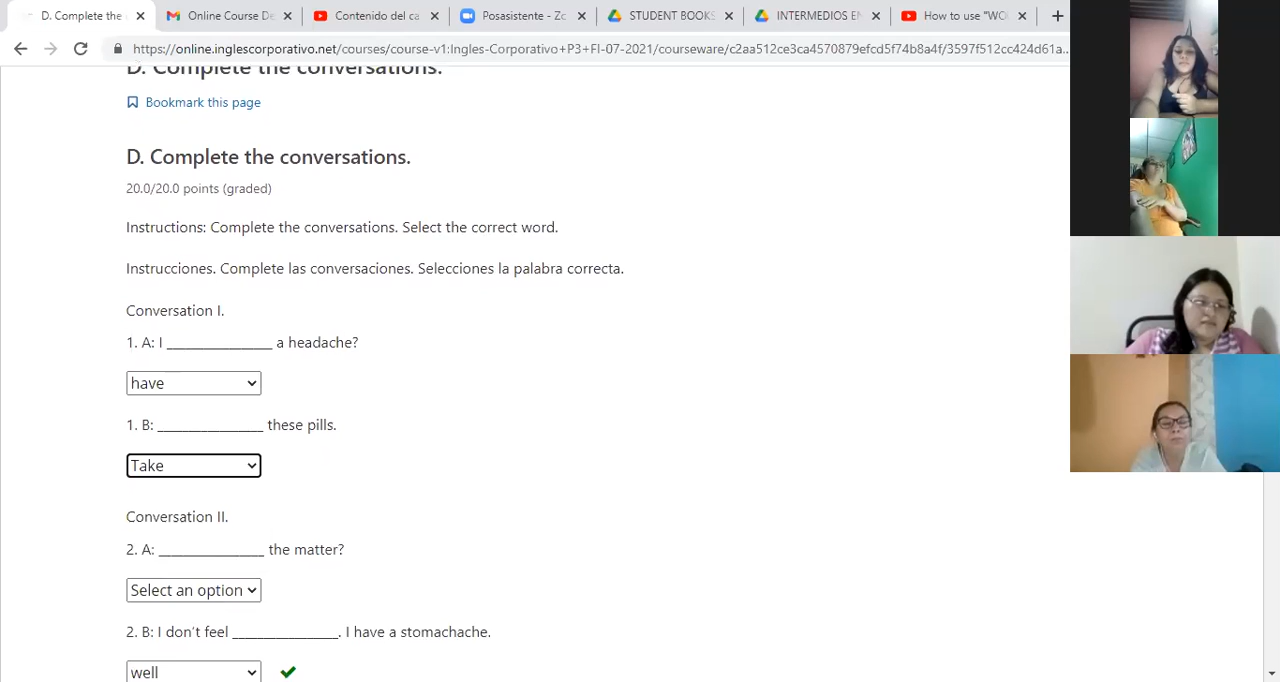 D. Complete the
Online Course De
Contenido del ca
Posasistente - Zo
STUDENT BOOKS
INTERMEDIOS EN
How to use "WO
https://online.inglescorporativo.net/courses/course-v1:Ingles-Corporativo+P3+FI-07-2021/courseware/c2aa512ce3ca4570879efcd5f74b8a4f/3597f512cc424d61a...
D. Complete the conversations.
Bookmark this page
D. Complete the conversations.
20.0/20.0 points (graded)
Instructions: Complete the conversations. Select the correct word.
Instrucciones. Complete las conversaciones. Selecciones la palabra correcta.
Conversation I.
1. A: I _______________ a headache?
have
1. B: _______________ these pills.
Take
Conversation II.
2. A: _______________ the matter?
Select an option
2. B: I don't feel _______________. I have a stomachache.
well